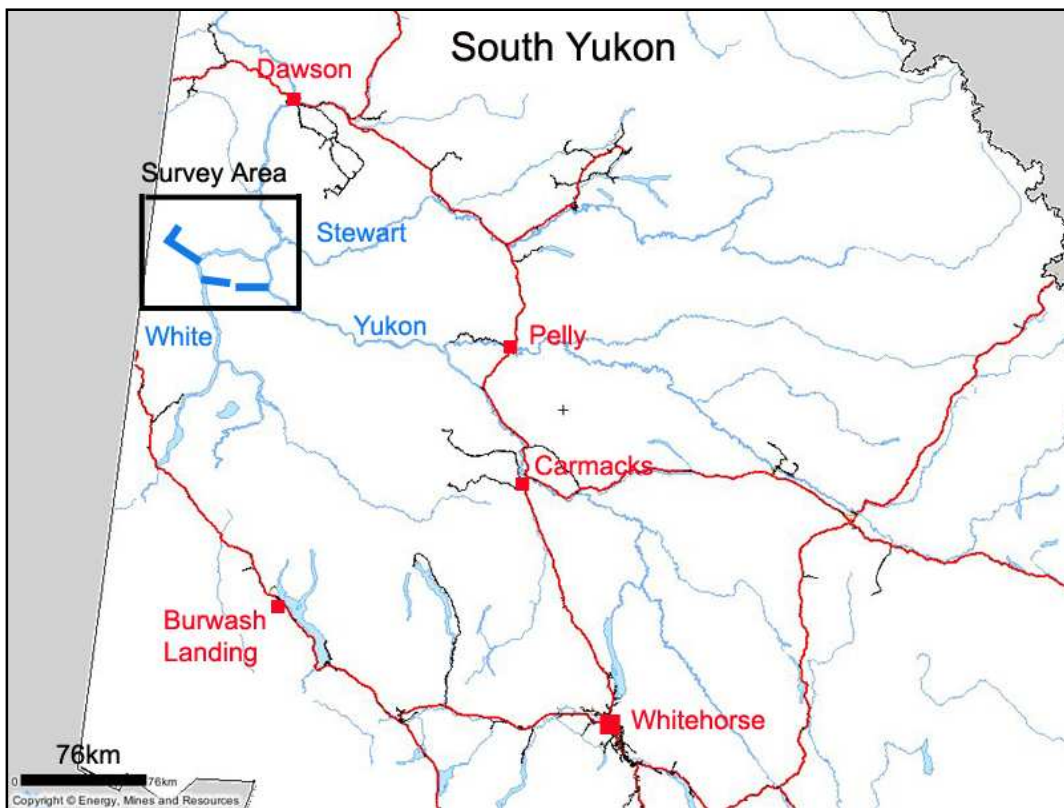 South Yukon
Dawson
Survey Area
Stewart
White
Yukon
Pelly
Carmacks
Burwash
Landing
Whitehorse
76km
0
76km
Copyright © Energy, Mines and Resources